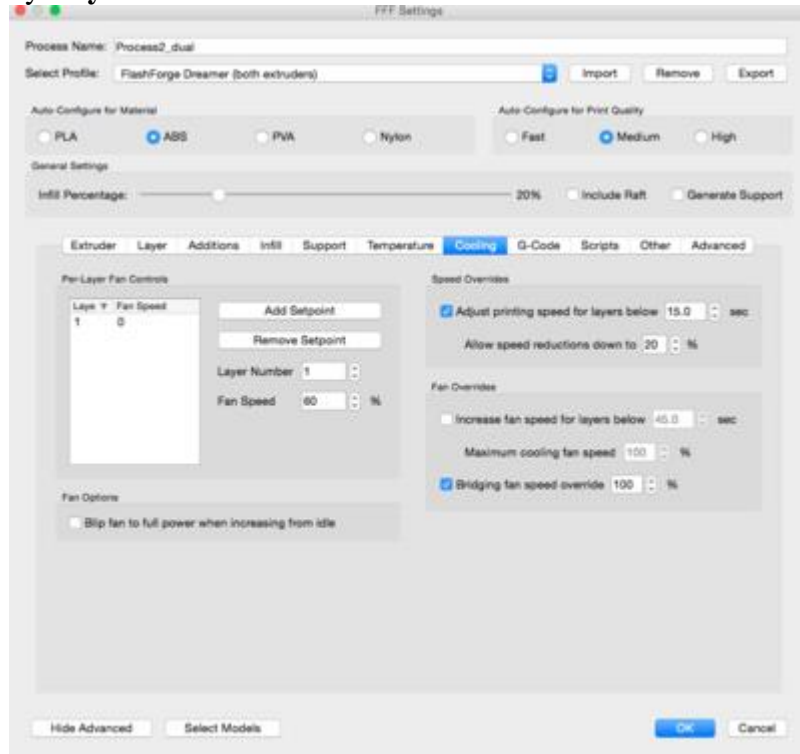 FFF Settings
Process Name: Process2_dual
Select Profile: FlashForge Dreamer (both extruders) Import Remove Export
Auto-Configure for Material
PLA ABS PVA Nylon
Auto-Configure for Print Quality
Fast Medium High
General Settings
Infill Percentage: 20% Include Raft Generate Support
Extruder Layer Additions Infill Support Temperature Cooling G-Code Scripts Other Advanced
Per-Layer Fan Controls
Laye Fan Speed
1 0
Add Setpoint
Remove Setpoint
Layer Number 1
Fan Speed 60 %
Fan Options
Blip fan to full power when increasing from idle
Speed Overrides
Adjust printing speed for layers below 15.0 sec
Allow speed reductions down to 20 %
Fan Overrides
Increase fan speed for layers below 45.0 sec
Maximum cooling fan speed 100 %
Bridging fan speed override 100 %
Hide Advanced Select Models OK Cancel